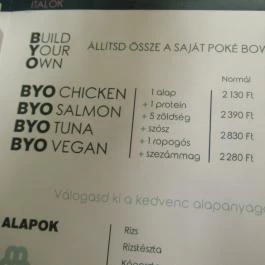 ITALOK
BUILD
YOUR
OWN
ÁLLÍTSD ÖSSZE A SAJÁT POKÉ BOW
Normál
BYO CHICKEN
BYO SALMON
BYO TUNA
BYO VEGAN
1 alap
+ 1 protein
+ 5 zöldség
+ szósz
+ 1 ropogós
+ szezámmag
2 130 Ft
2 390 Ft
2 830 Ft
2 280 Ft
Válogasd ki a kedvenc alapanyaga
ALAPOK
Rizs
Rizstészta